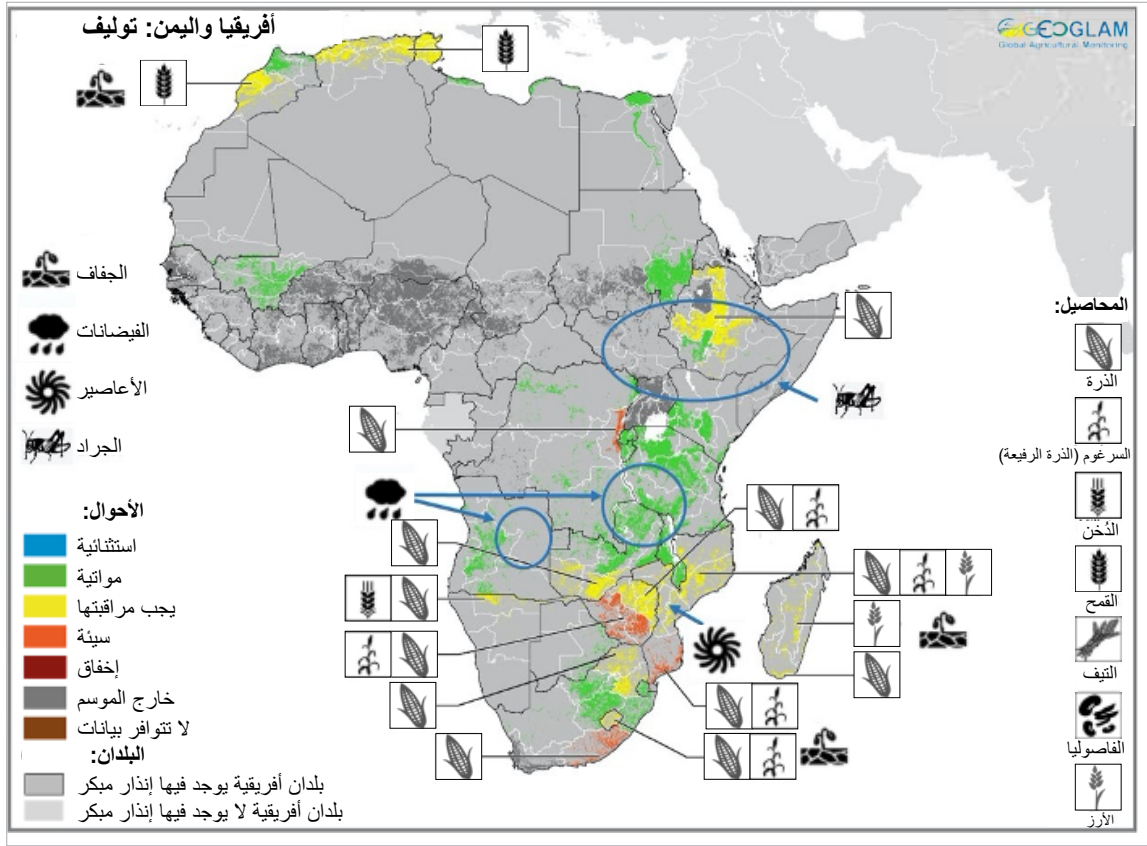 أفريقيا واليمن: توليف
GEOGLAM
Global Agricultural Monitoring
الجفاف
الفيضانات
الأعاصير
الجراد
الأحوال:
استثنائية
مواتية
يجب مراقبتها
سيئة
إخفاق
خارج الموسم
لا تتوافر بيانات
البلدان:
بلدان أفريقية يوجد فيها إنذار مبكر
بلدان أفريقية لا يوجد فيها إنذار مبكر
المحاصيل:
الذرة
السرغوم (الذرة الرفيعة)
الدُخن
القمح
التيف
الفاصوليا
الأرز